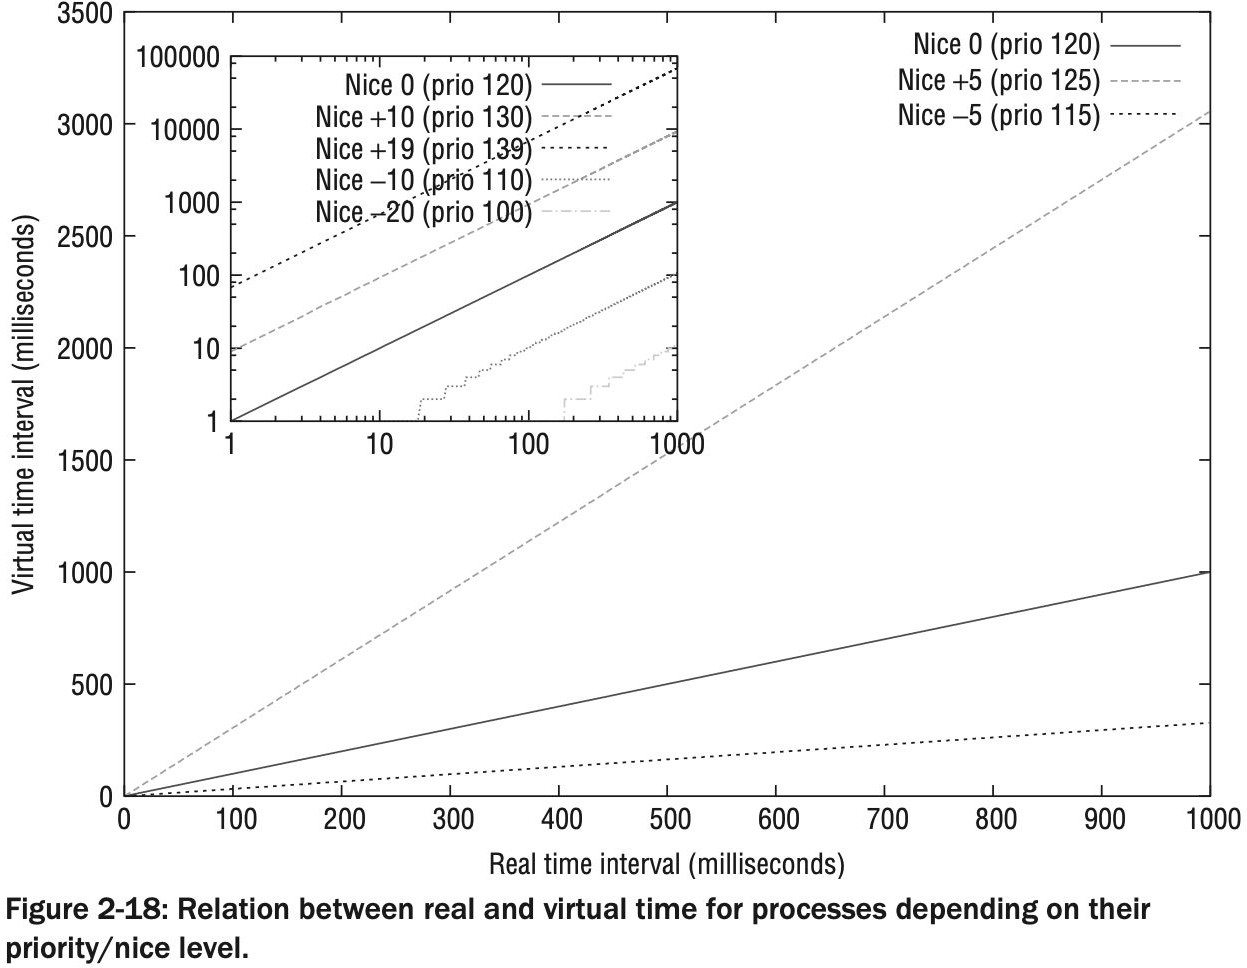 3500
3000
2500
2000
1500
1000
500
0
Virtual time interval (milliseconds)
Nice 0 (prio 120)
Nice +5 (prio 125)
Nice –5 (prio 115)
100000
10000
1000
100
10
1
Nice 0 (prio 120)
Nice +10 (prio 130)
Nice +19 (prio 139)
Nice –10 (prio 110)
Nice –20 (prio 100)
1 10 100 1000
0 100 200 300 400 500 600 700 800 900 1000
Real time interval (milliseconds)
Figure 2-18: Relation between real and virtual time for processes depending on their
priority/nice level.